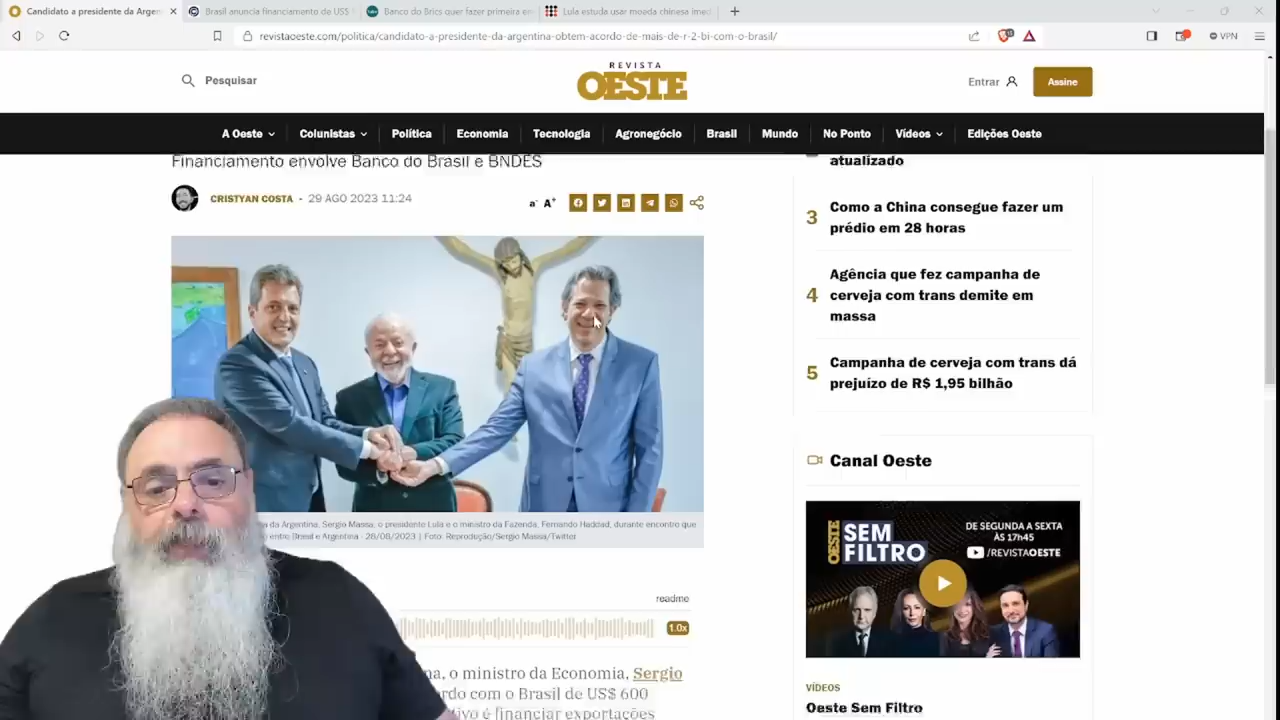 Candidato a presidente da Argen
Brasil anuncia financiamento de US$
Banco do Brics quer fazer primeira en
Lula estuda usar moeda chinesa imed
revistaoeste.com/politica/candidato-a-presidente-da-argentina-obtem-acordo-de-mais-de-r-2-bi-com-o-brasil/
VPN
Pesquisar
REVISTA
OESTE
Entrar
Assine
A Oeste
Colunistas
Política
Economia
Tecnologia
Agronegócio
Brasil
Mundo
No Ponto
Vídeos
Edições Oeste
Financiamento envolve Banco do Brasil e BNDES
CRISTYAN COSTA - 29 AGO 2023 11:24
a- A+
da Argentina, Sergio Massa, o presidente Lula e o ministro da Fazenda, Fernando Haddad, durante encontro que
entre Brasil e Argentina - 28/08/2023 | Foto: Reprodução/Sergio Massa/Twitter
readme
1.0x
na, o ministro da Economia, Sergio
rdo com o Brasil de US$ 600
tivo é financiar exportações
atualizado
3
Como a China consegue fazer um
prédio em 28 horas
4
Agência que fez campanha de
cerveja com trans demite em
massa
5
Campanha de cerveja com trans dá
prejuízo de R$ 1,95 bilhão
Canal Oeste
OESTE
SEM
FILTRO
DE SEGUNDA A SEXTA
ÀS 17h45
/REVISTAOESTE
VÍDEOS
Oeste Sem Filtro